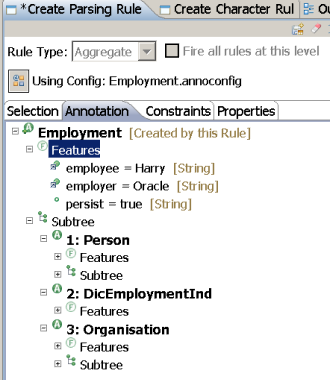 *Create Parsing Rule Create Character Rul Ou
Rule Type: Aggregate Fire all rules at this level
Using Config: Employment.annoconfig
Selection Annotation Constraints Properties
Employment [Created by this Rule]
Features
employee = Harry [String]
employer = Oracle [String]
persist = true [String]
Subtree
1: Person
Features
Subtree
2: DicEmploymentInd
Features
3: Organisation
Features
Subtree